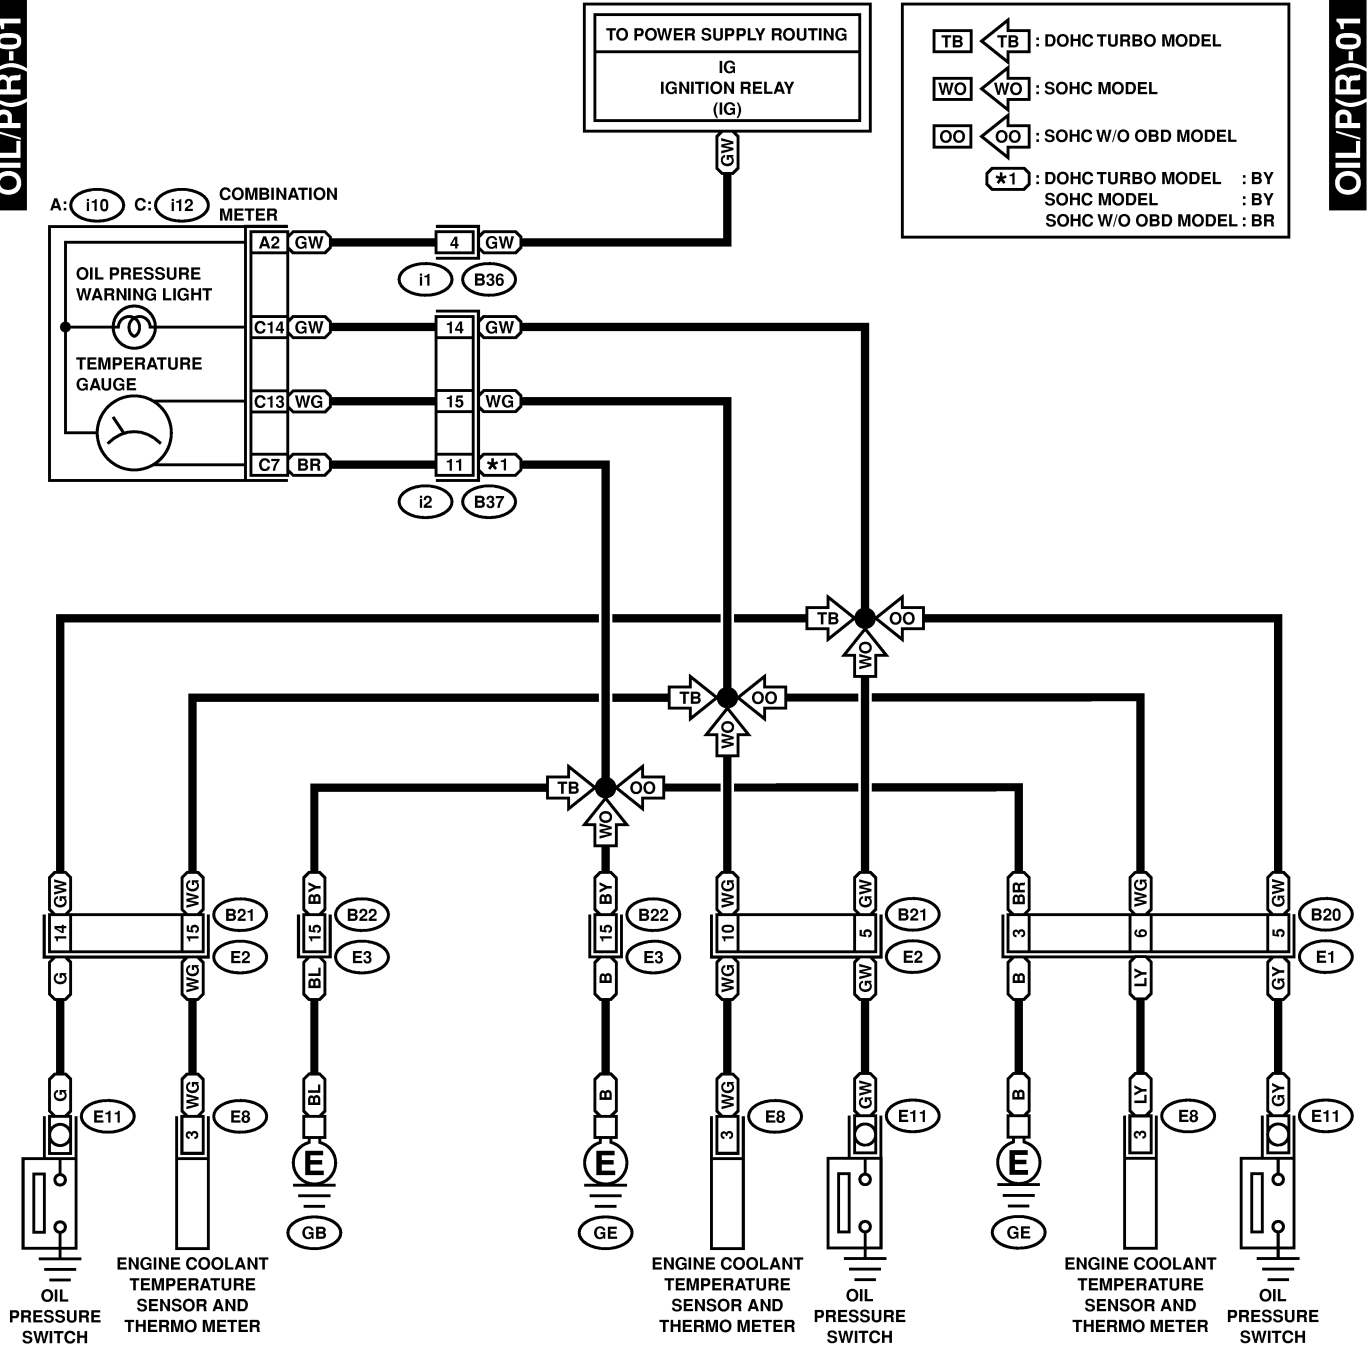 OIL/P(R)-01
OIL/P(R)-01
TO POWER SUPPLY ROUTING
IG
IGNITION RELAY
(IG)
GW
TB TB : DOHC TURBO MODEL
WO WO : SOHC MODEL
OO OO : SOHC W/O OBD MODEL
*1 : DOHC TURBO MODEL : BY
SOHC MODEL : BY
SOHC W/O OBD MODEL : BR
A: i10 C: i12 COMBINATION
METER
A2 GW 4 GW
i1 B36
OIL PRESSURE
WARNING LIGHT
C14 GW 14 GW
TEMPERATURE
GAUGE
C13 WG 15 WG
C7 BR 11 *1
i2 B37
TB OO
WO
TB OO
WO
TB OO
WO
GW WG BY BY WG GW BR WG GW
B21 B22 B22 B21 B20
14 15 15 15 10 5 3 6 5
E2 E3 E3 E2 E1
G WG BL B WG GW B LY GY
G WG BL B WG GW B LY GY
E11 E8 E8 E11 E8 E11
3 3 3
E E E
GB GE GE
ENGINE COOLANT
TEMPERATURE
SENSOR AND
THERMO METER
ENGINE COOLANT
TEMPERATURE
SENSOR AND
THERMO METER
ENGINE COOLANT
TEMPERATURE
SENSOR AND
THERMO METER
OIL
PRESSURE
SWITCH
OIL
PRESSURE
SWITCH
OIL
PRESSURE
SWITCH